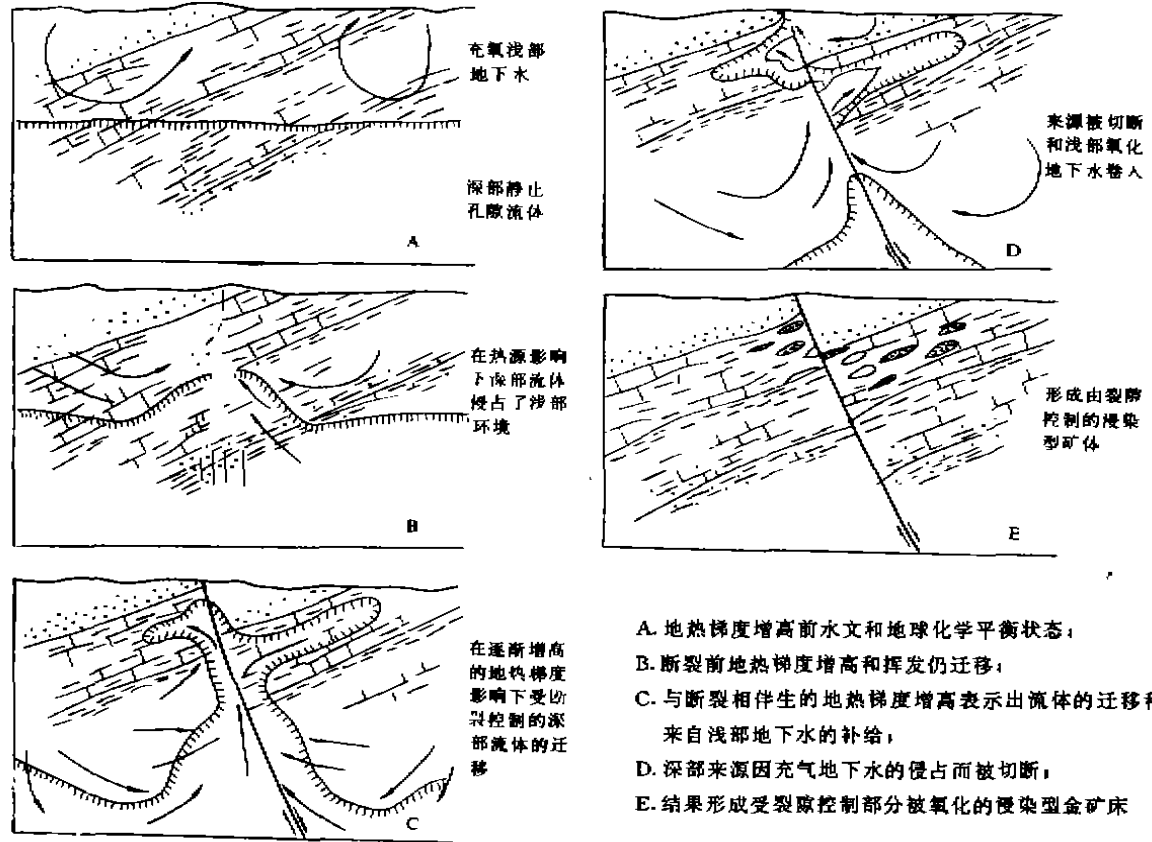 充氧浅部
地下水
深部静止
孔隙流体
A
在热源影响
下深部流体
侵占了浅部
环境
B
在逐渐增高
的地热梯度
影响下受断
裂控制的深
部流体的迁
移
C
来源被切断
和浅部氧化
地下水卷入
D
形成由裂隙
控制的浸染
型矿体
E
A. 地热梯度增高前水文和地球化学平衡状态；
B. 断裂前地热梯度增高和挥发仍迁移；
C. 与断裂相伴生的地热梯度增高表示出流体的迁移和
来自浅部地下水的补给；
D. 深部来源因充气地下水的侵占而被切断；
E. 结果形成受裂隙控制部分被氧化的浸染型金矿床